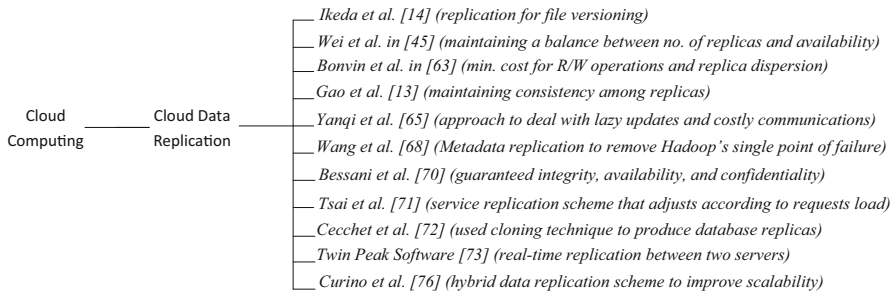 Ikeda et al. [14] (replication for file versioning)
Wei et al. in [45] (maintaining a balance between no. of replicas and availability)
Bonvin et al. in [63] (min. cost for R/W operations and replica dispersion)
Gao et al. [13] (maintaining consistency among replicas)
Cloud Computing
Cloud Data Replication
Yanqi et al. [65] (approach to deal with lazy updates and costly communications)
Wang et al. [68] (Metadata replication to remove Hadoop's single point of failure)
Bessani et al. [70] (guaranteed integrity, availability, and confidentiality)
Tsai et al. [71] (service replication scheme that adjusts according to requests load)
Cecchet et al. [72] (used cloning technique to produce database replicas)
Twin Peak Software [73] (real-time replication between two servers)
Curino et al. [76] (hybrid data replication scheme to improve scalability)